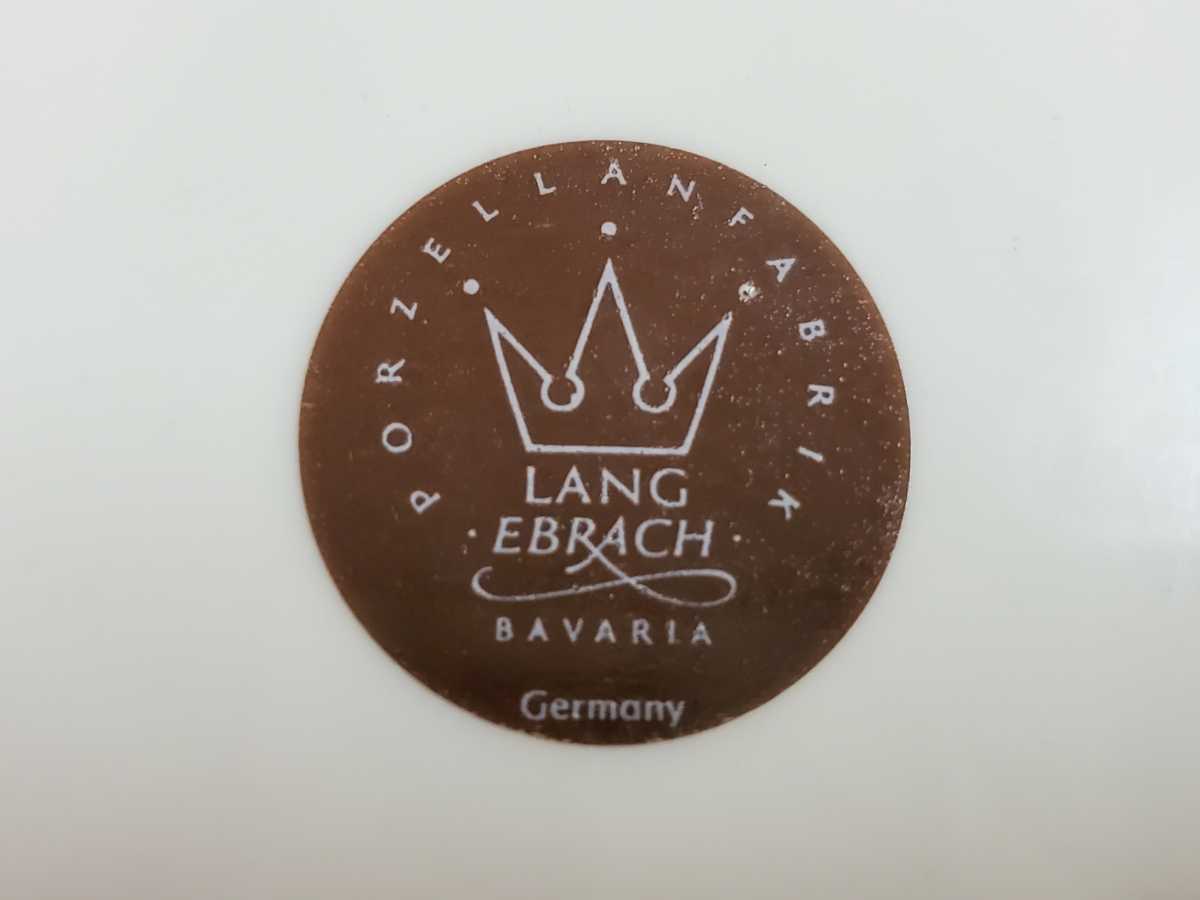 PORZELLANFABRIK
LANG
· EBRACH ·
BAVARIA
Germany